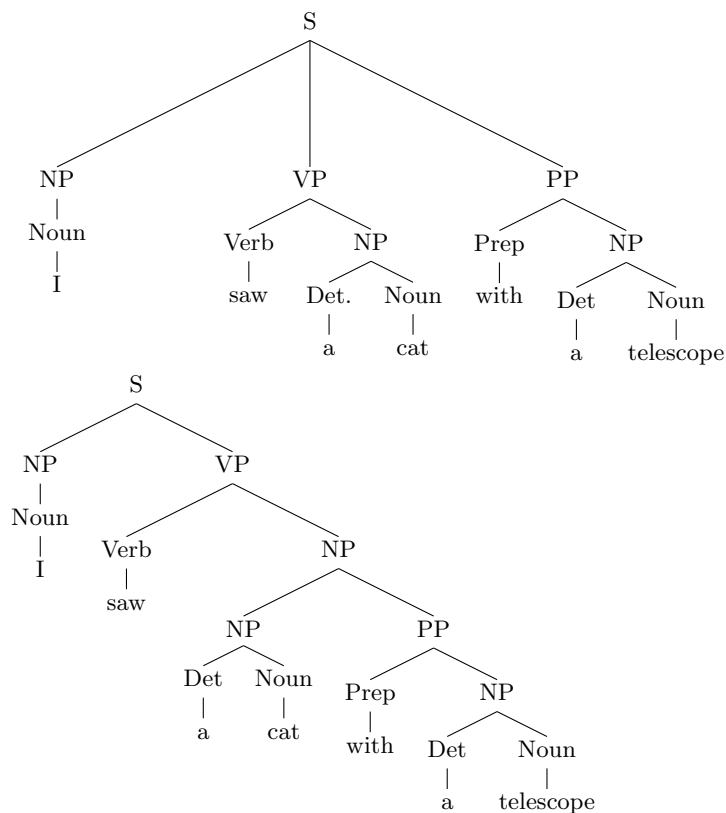 S
NP VP PP
Noun Verb NP Prep NP
I saw Det. Noun with Det Noun
a cat a telescope
S
NP VP
Noun Verb NP
I saw
NP PP
Det Noun Prep NP
a cat with Det Noun
a telescope